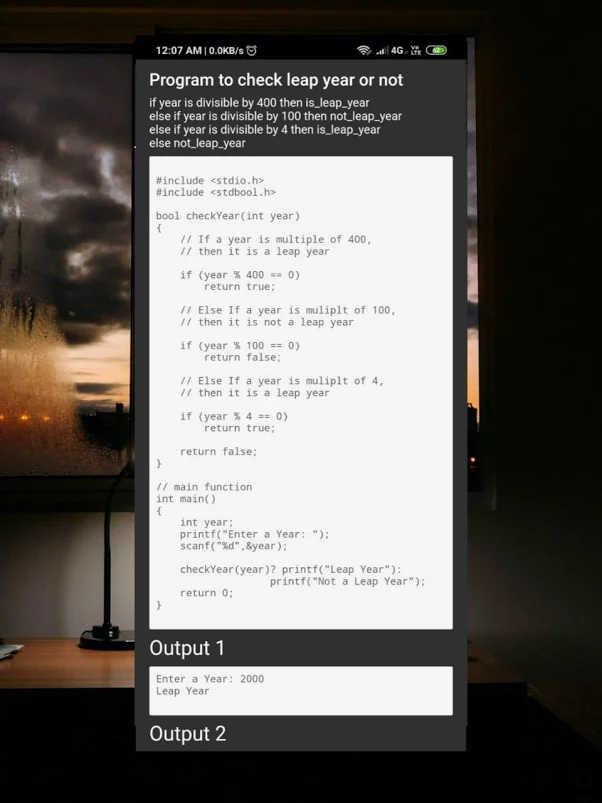 12:07 AM | 0.0KB/s
4G Vo LTE 62
Program to check leap year or not
if year is divisible by 400 then is_leap_year
else if year is divisible by 100 then not_leap_year
else if year is divisible by 4 then is_leap_year
else not_leap_year
#include <stdio.h>
#include <stdbool.h>
bool checkYear(int year)
{
// If a year is multiple of 400,
// then it is a leap year
if (year % 400 == 0)
return true;
// Else If a year is muliplt of 100,
// then it is not a leap year
if (year % 100 == 0)
return false;
// Else If a year is muliplt of 4,
// then it is a leap year
if (year % 4 == 0)
return true;
return false;
}
// main function
int main()
{
int year;
printf("Enter a Year: ");
scanf("%d",&year);
checkYear(year)? printf("Leap Year"):
printf("Not a Leap Year");
return 0;
}
Output 1
Enter a Year: 2000
Leap Year
Output 2